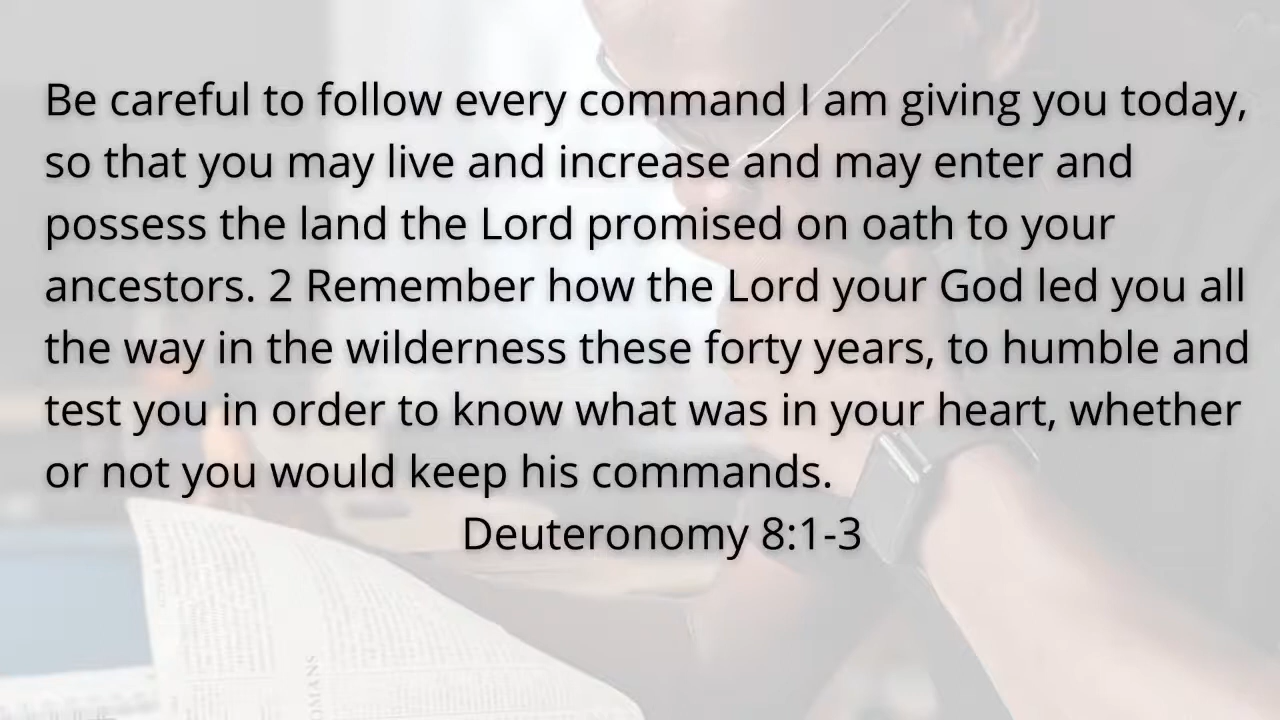 Be careful to follow every command I am giving you today,
so that you may live and increase and may enter and
possess the land the Lord promised on oath to your
ancestors. 2 Remember how the Lord your God led you all
the way in the wilderness these forty years, to humble and
test you in order to know what was in your heart, whether
or not you would keep his commands.
Deuteronomy 8:1-3
OMANS